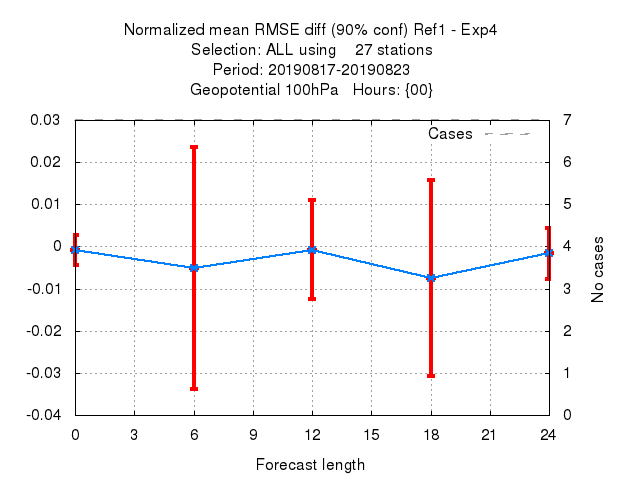 Normalized mean RMSE diff (90% conf) Ref1 - Exp4
Selection: ALL using 27 stations
Period: 20190817-20190823
Geopotential 100hPa Hours: {00}
Cases
0.03
0.02
0.01
0
-0.01
-0.02
-0.03
-0.04
7
6
5
4
3
2
1
0
No cases
0 3 6 9 12 15 18 21 24
Forecast length